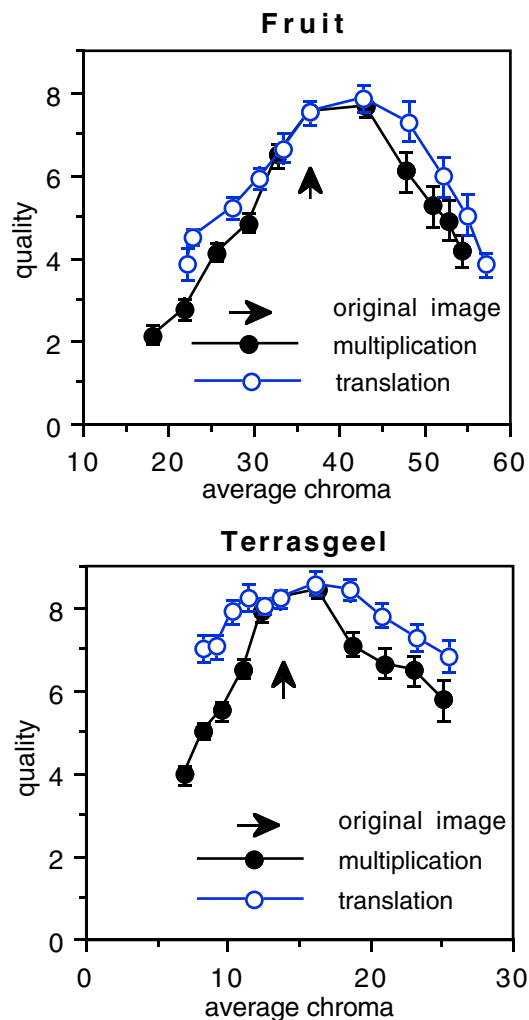 Fruit
8
6
4
2
0
quality
original image
multiplication
translation
10 20 30 40 50 60
average chroma
Terrasgeel
8
6
4
2
0
quality
original image
multiplication
translation
0 10 20 30
average chroma